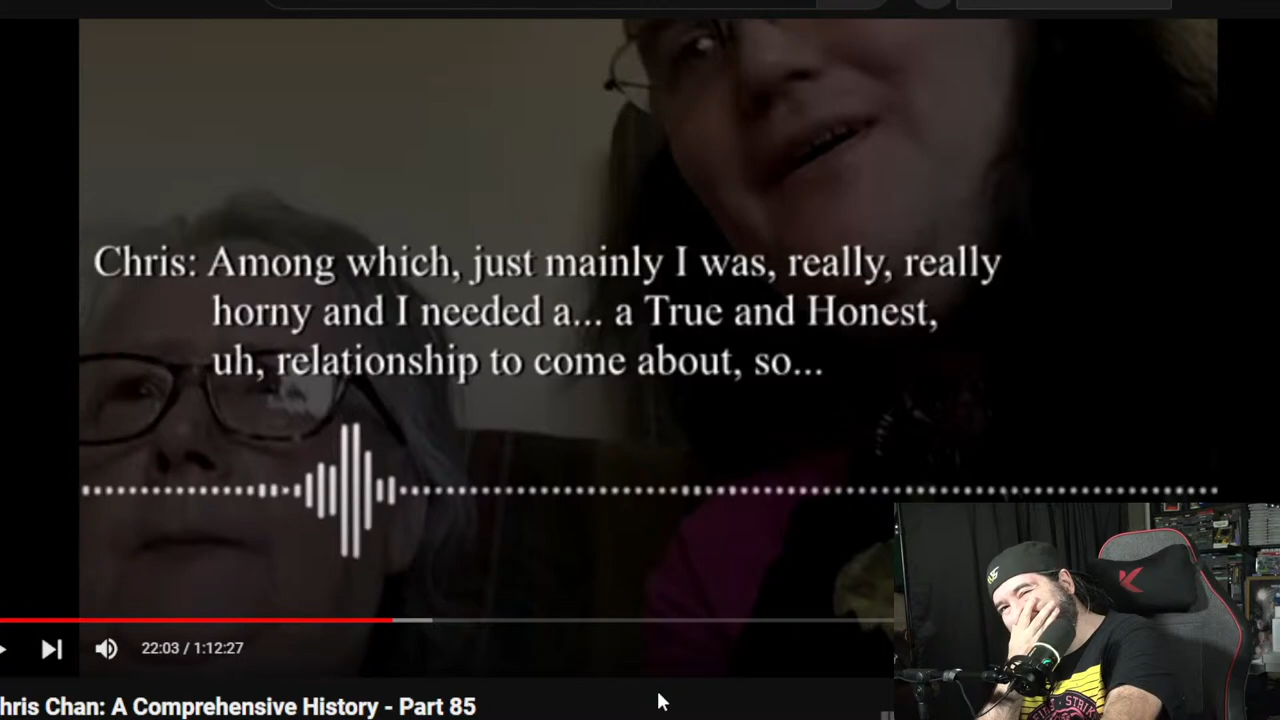 Chris: Among which, just mainly I was, really, really
horny and I needed a... a True and Honest,
uh, relationship to come about, so...
22:03 / 1:12:27
hris Chan: A Comprehensive History - Part 85